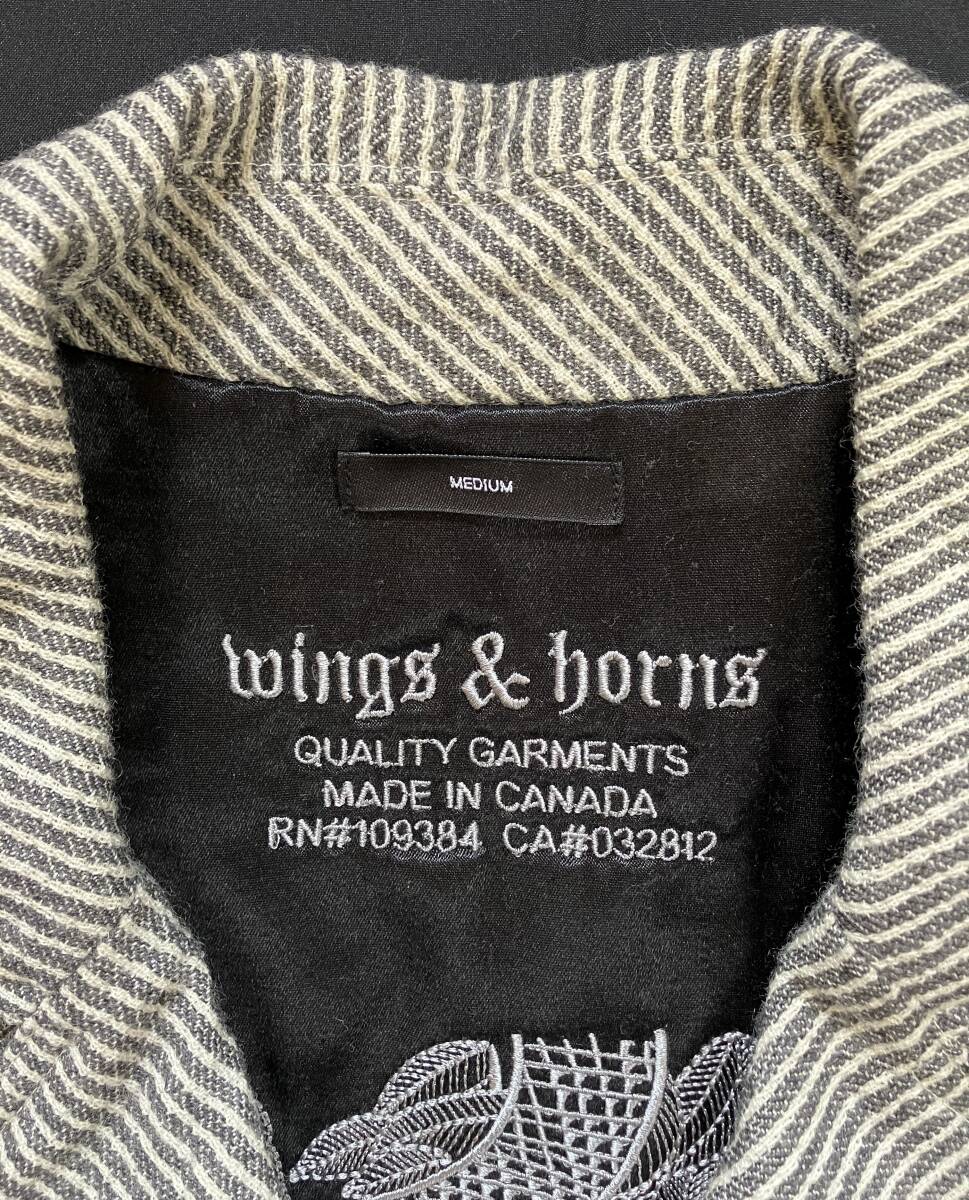 MEDIUM
wings & horns
QUALITY GARMENTS
MADE IN CANADA
RN#109384 CA#032812